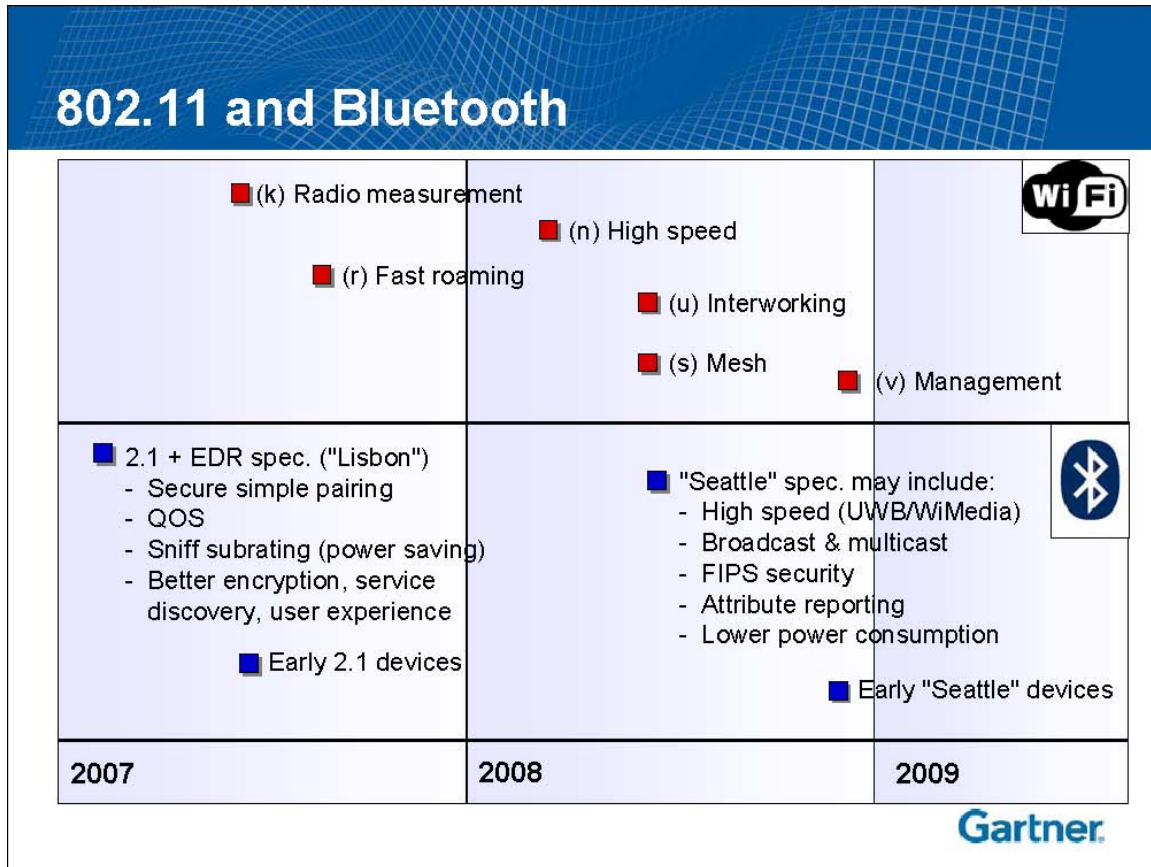 802.11 and Bluetooth
(k) Radio measurement
(n) High speed
(r) Fast roaming
(u) Interworking
(s) Mesh
(v) Management
Wi Fi
2.1 + EDR spec. ("Lisbon")
- Secure simple pairing
- QOS
- Sniff subrating (power saving)
- Better encryption, service
discovery, user experience
Early 2.1 devices
"Seattle" spec. may include:
- High speed (UWB/WiMedia)
- Broadcast & multicast
- FIPS security
- Attribute reporting
- Lower power consumption
Early "Seattle" devices
2007
2008
2009
Gartner.